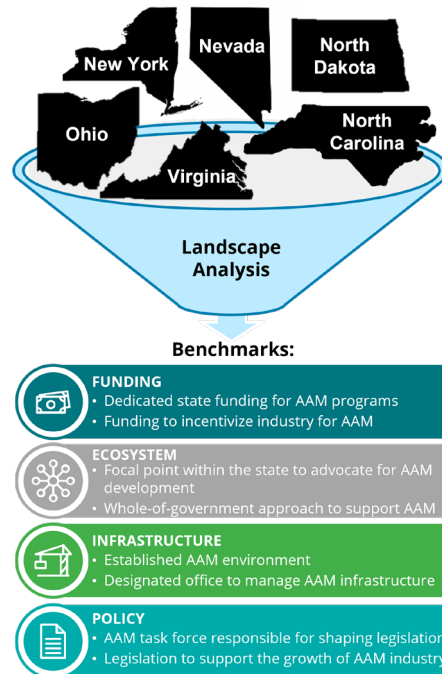 New York
Nevada
North
Dakota
Ohio
Virginia
North
Carolina
Landscape
Analysis
Benchmarks:
FUNDING
• Dedicated state funding for AAM programs
• Funding to incentivize industry for AAM
ECOSYSTEM
• Focal point within the state to advocate for AAM
development
• Whole-of-government approach to support AAM
INFRASTRUCTURE
• Established AAM environment
• Designated office to manage AAM infrastructure
POLICY
• AAM task force responsible for shaping legislation
• Legislation to support the growth of AAM industry